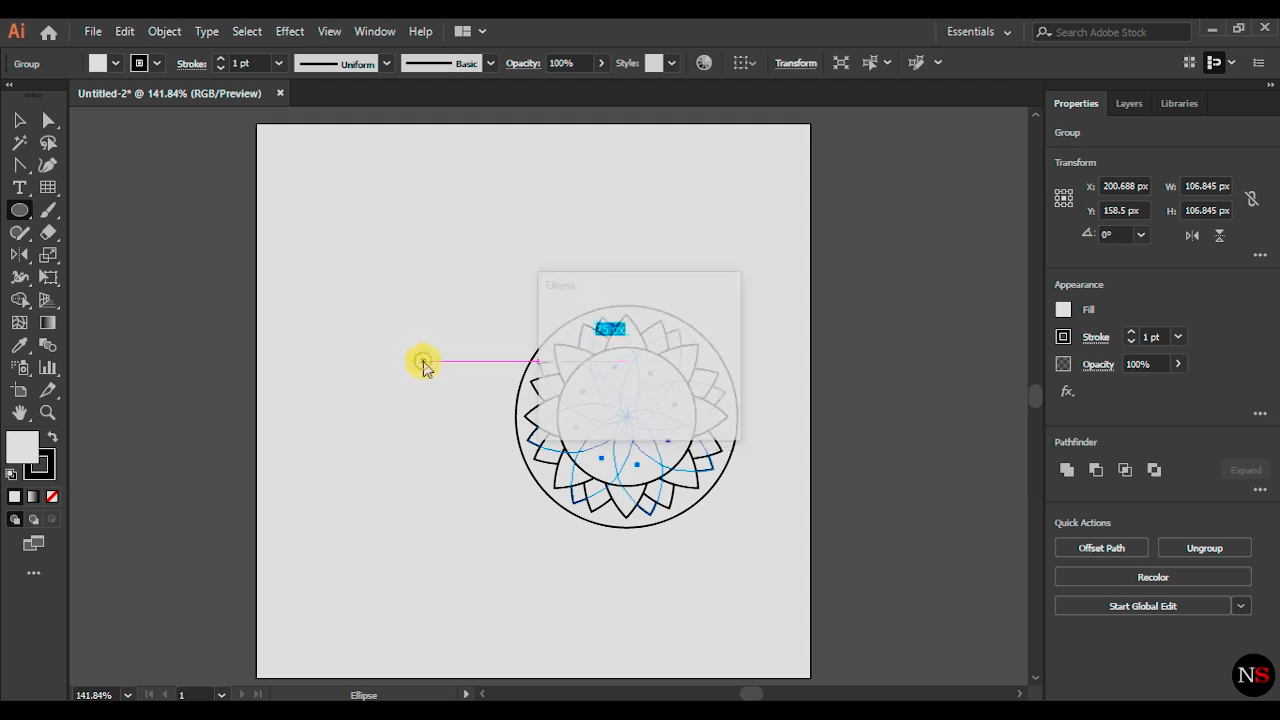 Ai File Edit Object Type Select Effect View Window Help Essentials Search Adobe Stock
Group Stroke: 1 pt Uniform Basic Opacity: 100% Style: Transform
Untitled-2* @ 141.84% (RGB/Preview)
Properties Layers Libraries
Group
Transform
X: 200.688 px W: 106.845 px
Y: 158.5 px H: 106.845 px
0°
Ellipse
Appearance
Fill
Stroke 1 pt
Opacity 100%
fx.
Pathfinder
Expand
Quick Actions
Offset Path Ungroup
Recolor
Start Global Edit
NS
141.84% 1 Ellipse